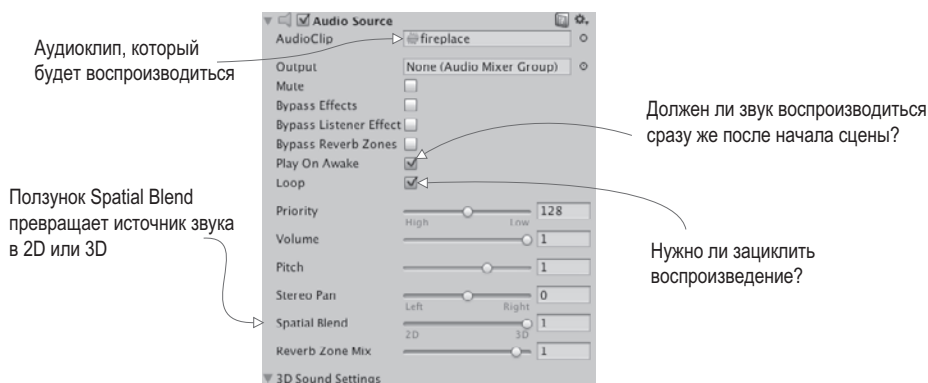 Audio Source
AudioClip
fireplace
Output
None (Audio Mixer Group)
Mute
Bypass Effects
Bypass Listener Effect
Bypass Reverb Zones
Play On Awake
Loop
Priority
128
High
Low
Volume
1
Pitch
1
Stereo Pan
0
Left
Right
Spatial Blend
1
2D
3D
Reverb Zone Mix
1
3D Sound Settings
Аудиоклип, который
будет воспроизводиться
Ползунок Spatial Blend
превращает источник звука
в 2D или 3D
Должен ли звук воспроизводиться
сразу же после начала сцены?
Нужно ли зациклить
воспроизведение?